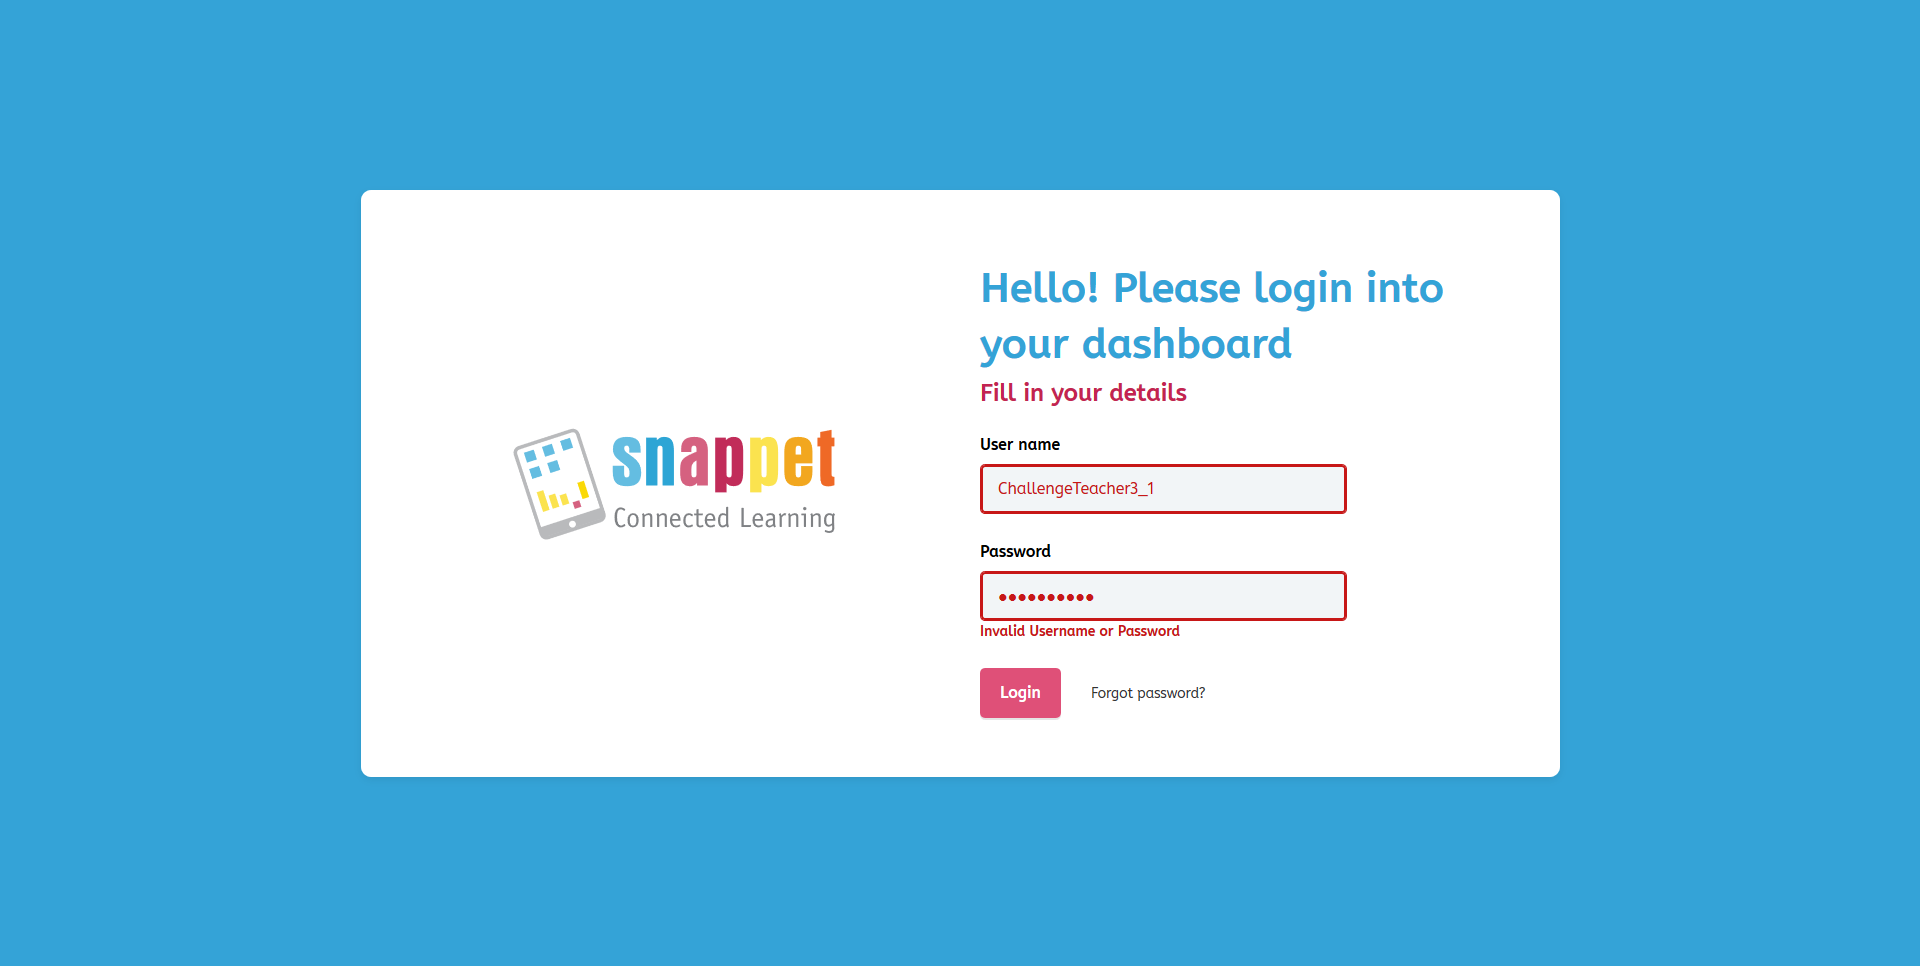 snappet
Connected Learning
Hello! Please login into
your dashboard
Fill in your details
User name
ChallengeTeacher3_1
Password
••••••••••
Invalid Username or Password
Login
Forgot password?